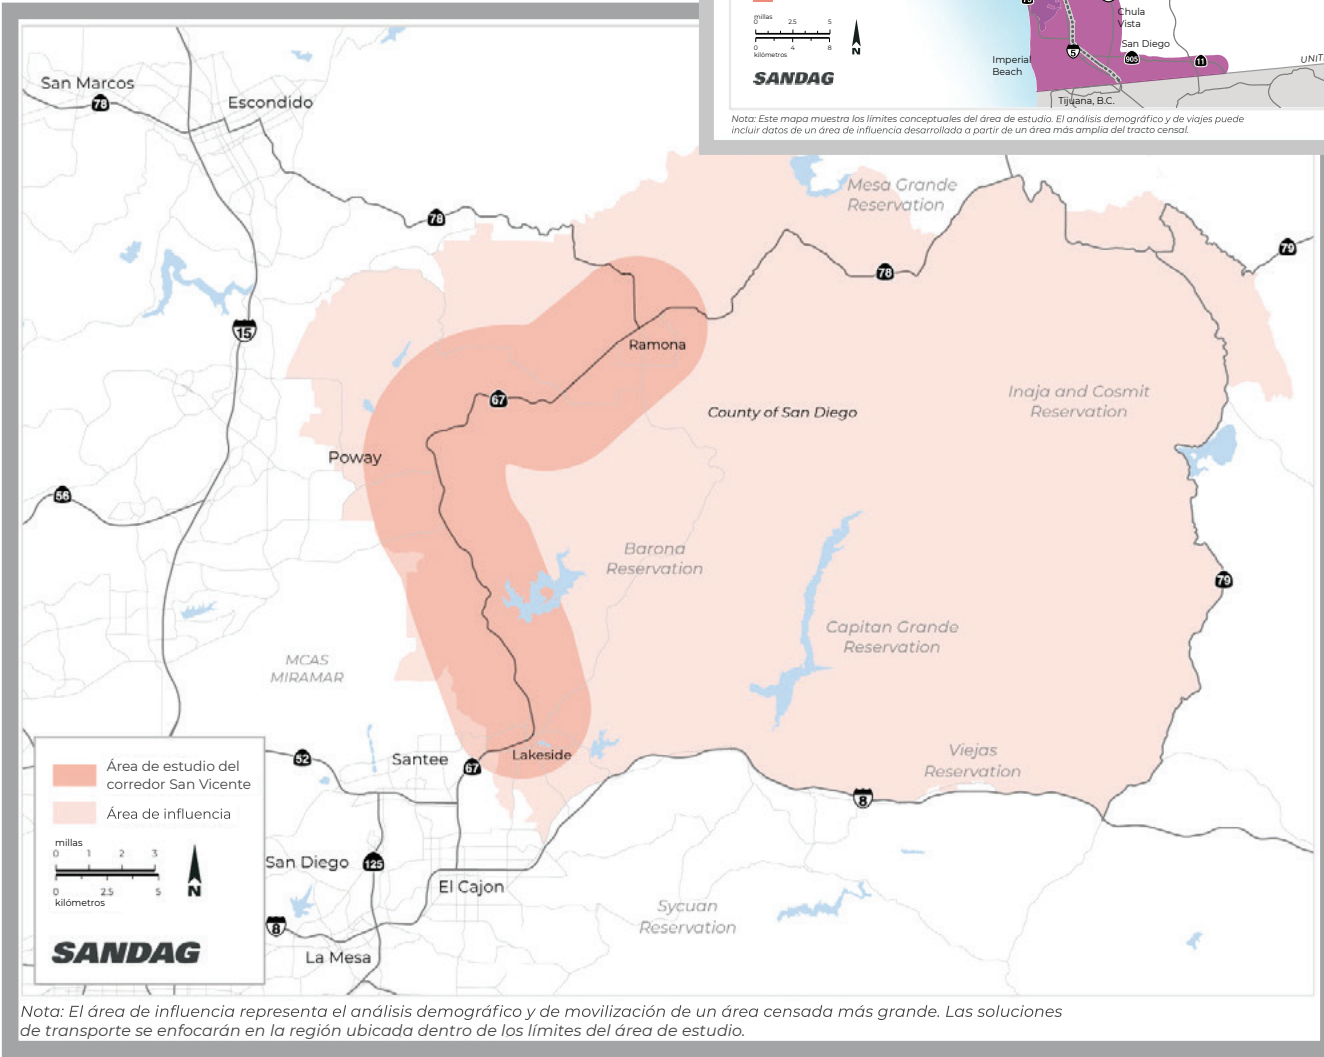 millas
0 2.5 5
0 4 8
N
SANDAG
Chula
Vista
San Diego
Imperial
Beach
5
905
11
Tijuana, B.C.
Nota: Este mapa muestra los límites conceptuales del área de estudio. El análisis demográfico y de viajes puede
incluir datos de un área de influencia desarrollada a partir de un área más amplia del tracto censal.
San Marcos
78
Escondido
78
Mesa Grande
Reservation
79
78
15
Ramona
67
County of San Diego
Inaja and Cosmit
Reservation
Poway
56
Barona
Reservation
79
Capitan Grande
Reservation
MCAS
MIRAMAR
52
Santee
67
Lakeside
Viejas
Reservation
8
Área de estudio del
corredor San Vicente
Área de influencia
millas
0 1 2 3
0 2.5 5
kilómetros
N
SANDAG
San Diego
125
El Cajon
8
La Mesa
Sycuan
Reservation
Nota: El área de influencia representa el análisis demográfico y de movilización de un área censada más grande. Las soluciones
de transporte se enfocarán en la región ubicada dentro de los límites del área de estudio.